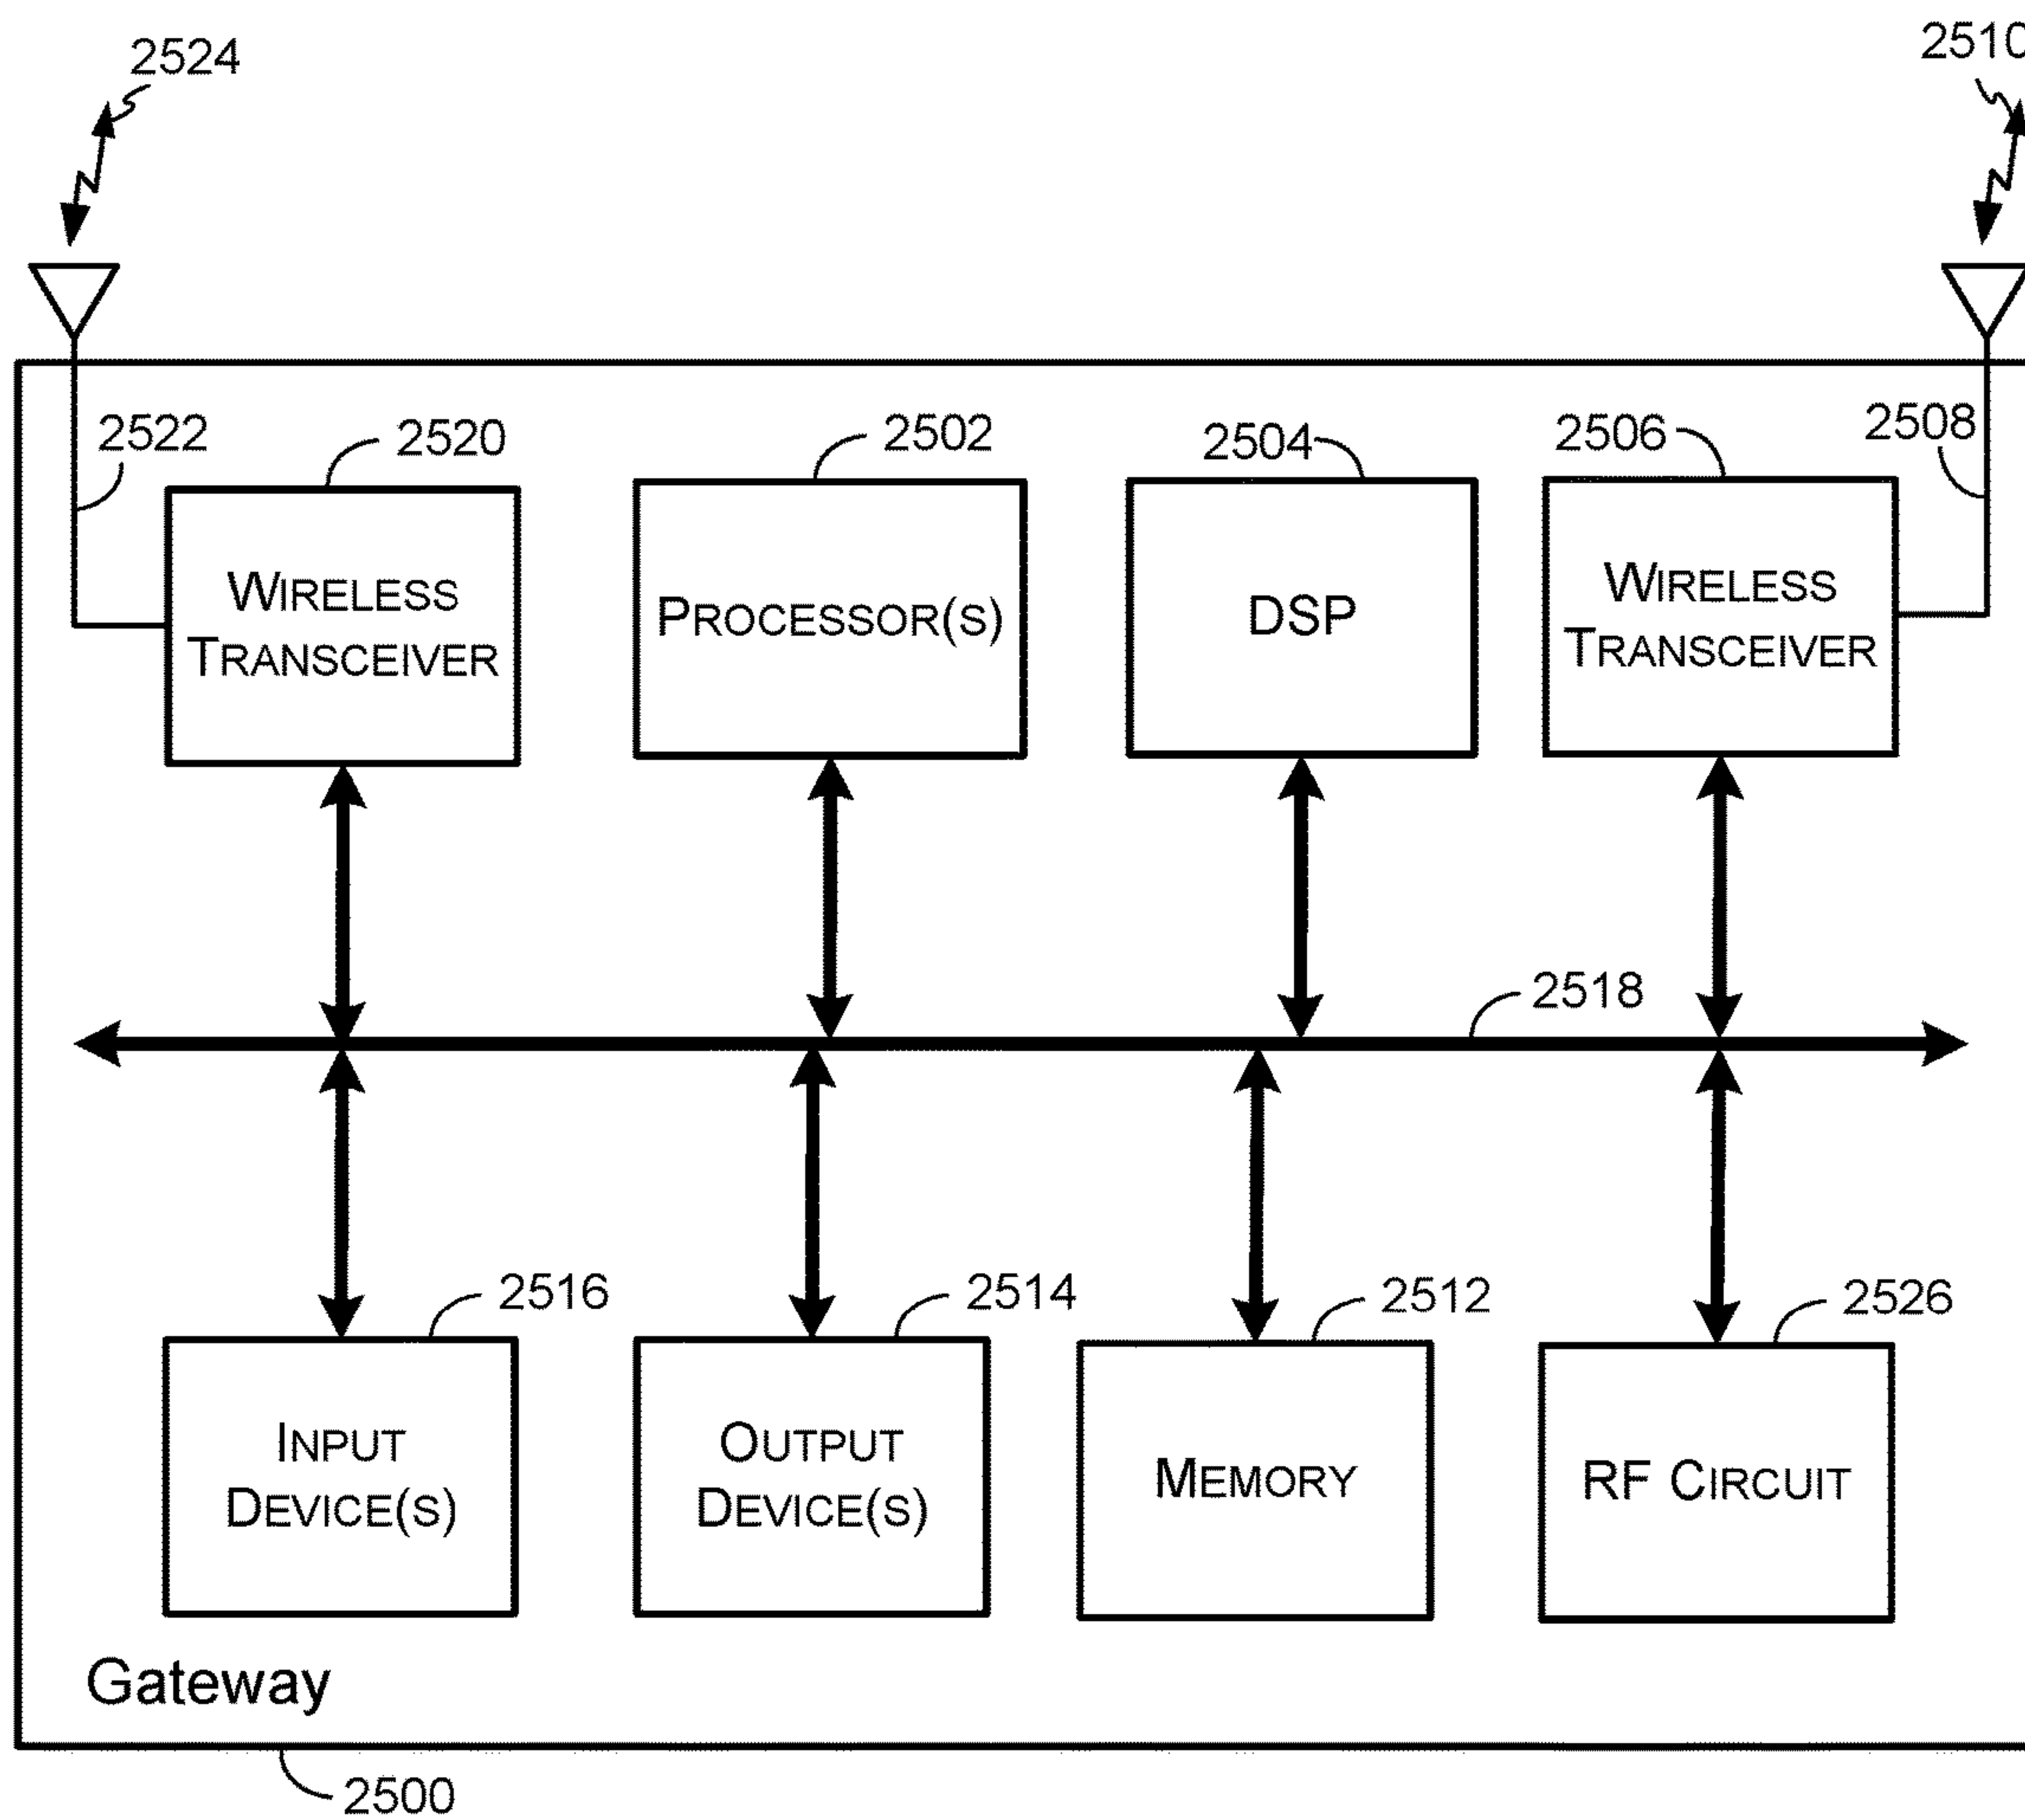 2524
2510
2522
2520
2502
2504
2506
2508
WIRELESS
TRANSCEIVER
PROCESSOR(S)
DSP
WIRELESS
TRANSCEIVER
2518
2516
2514
2512
2526
INPUT
DEVICE(S)
OUTPUT
DEVICE(S)
MEMORY
RF CIRCUIT
Gateway
2500